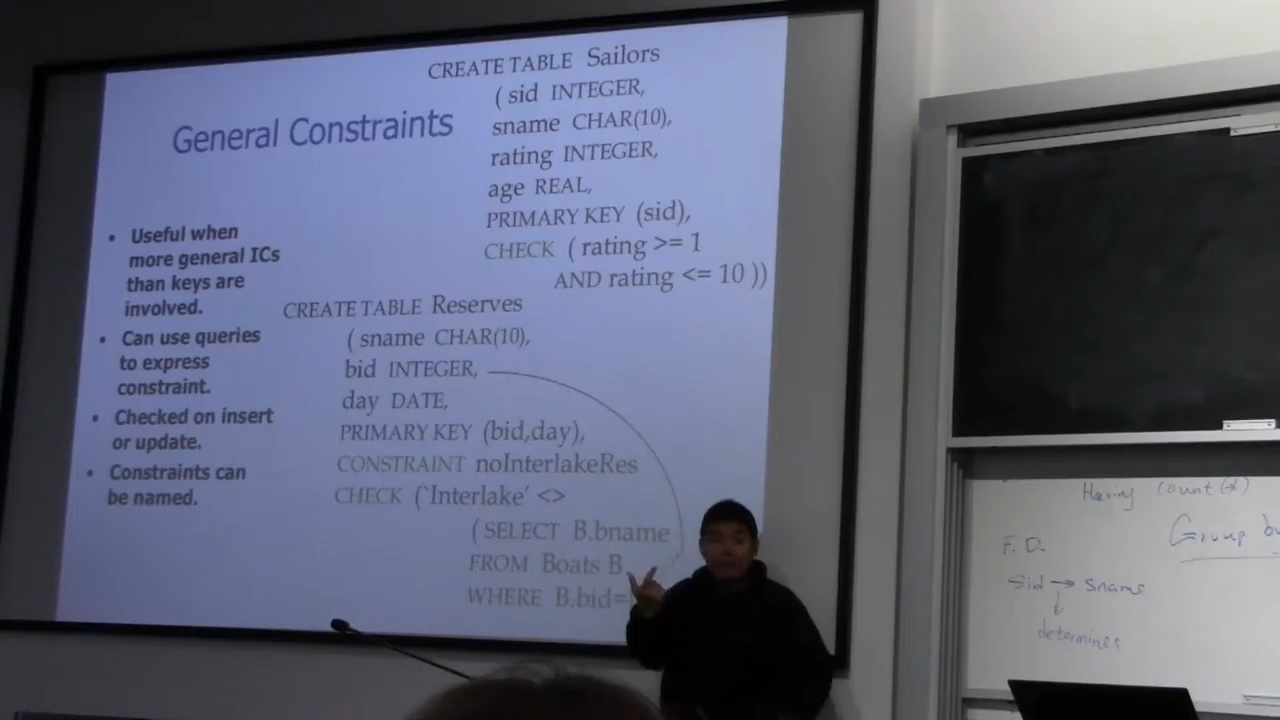 General Constraints
• Useful when
more general ICs
than keys are
involved.
• Can use queries
to express
constraint.
• Checked on insert
or update.
• Constraints can
be named.
CREATE TABLE Sailors
( sid INTEGER,
sname CHAR(10),
rating INTEGER,
age REAL,
PRIMARY KEY (sid),
CHECK ( rating >= 1
AND rating <= 10 ))
CREATE TABLE Reserves
( sname CHAR(10),
bid INTEGER,
day DATE,
PRIMARY KEY (bid,day),
CONSTRAINT noInterlakeRes
CHECK (`Interlake' <>
( SELECT B.bname
FROM Boats B
WHERE B.bid=
Having Count(*)
Group
F.D.
Sid → Sname
determines